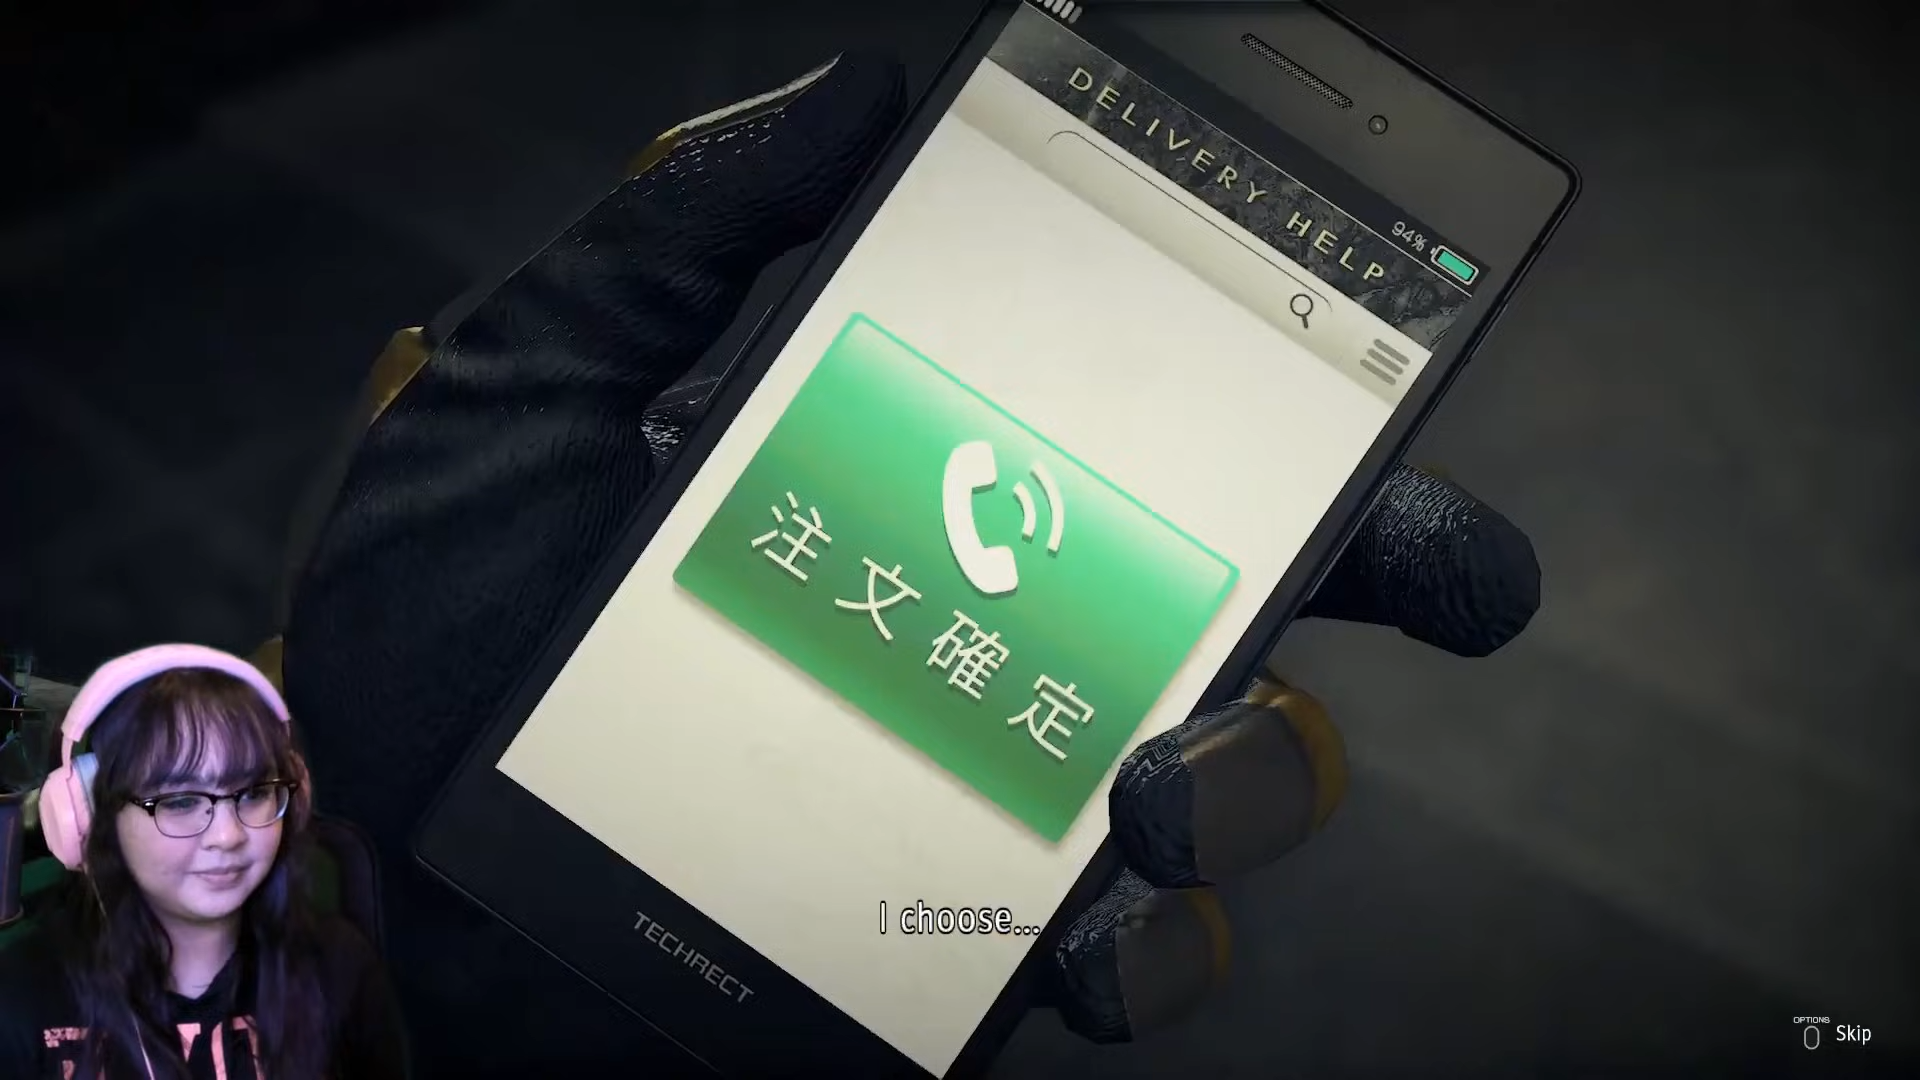 DELIVERY HELP
94%
注文確定
I choose...
TECHRECT
OPTIONS
Skip